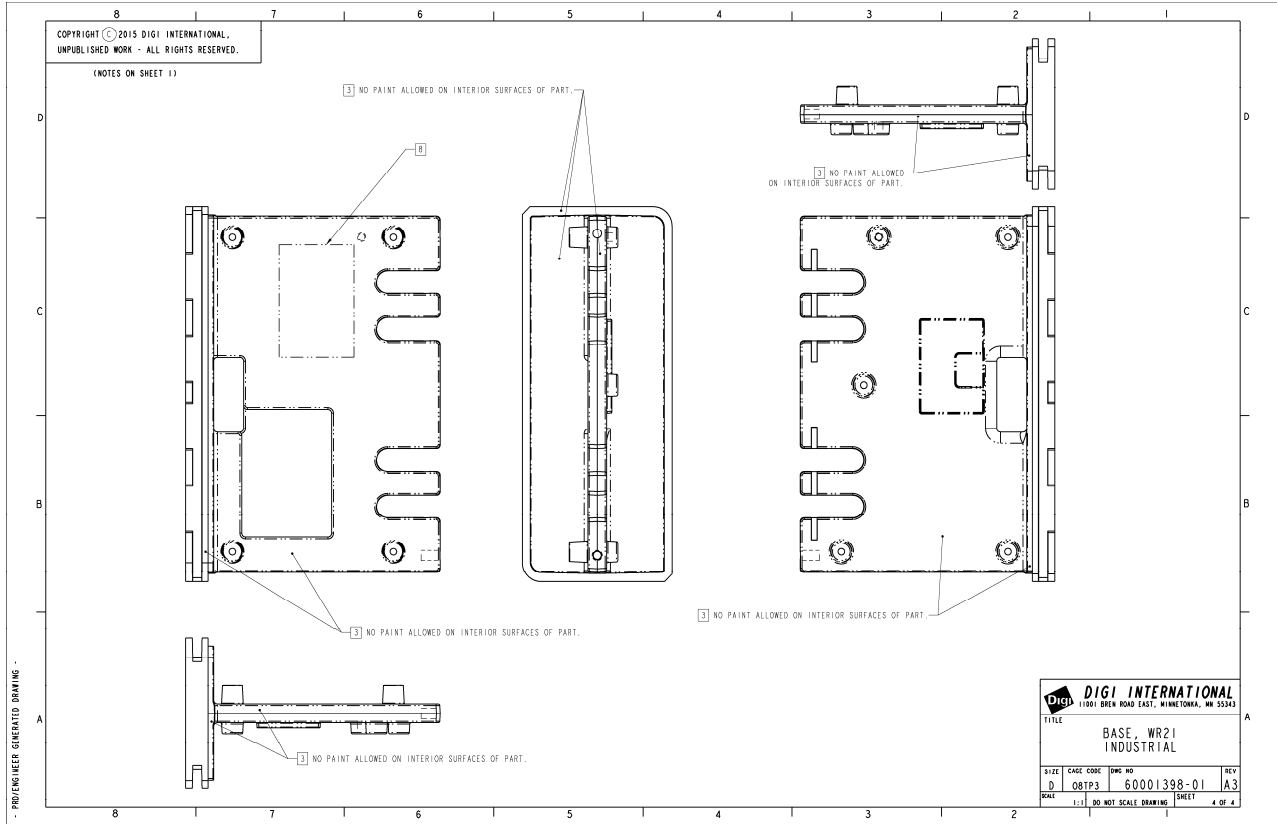 8 7 6 5 4 3 2 1
COPYRIGHT C 2015 DIGI INTERNATIONAL,
UNPUBLISHED WORK - ALL RIGHTS RESERVED.
(NOTES ON SHEET 1)
3 NO PAINT ALLOWED ON INTERIOR SURFACES OF PART.
D D
8
3 NO PAINT ALLOWED
ON INTERIOR SURFACES OF PART.
C C
B B
3 NO PAINT ALLOWED ON INTERIOR SURFACES OF PART.
3 NO PAINT ALLOWED ON INTERIOR SURFACES OF PART.
- PRO/ENGINEER GENERATED DRAWING -
A A
3 NO PAINT ALLOWED ON INTERIOR SURFACES OF PART.
Digi DIGI INTERNATIONAL
11001 BREN ROAD EAST, MINNETONKA, MN 55343
TITLE
BASE, WR21
INDUSTRIAL
SIZE CAGE CODE DWG NO REV
D 08TP3 60001398-01 A3
SCALE 1:1 DO NOT SCALE DRAWING SHEET 4 OF 4
8 7 6 5 4 3 2